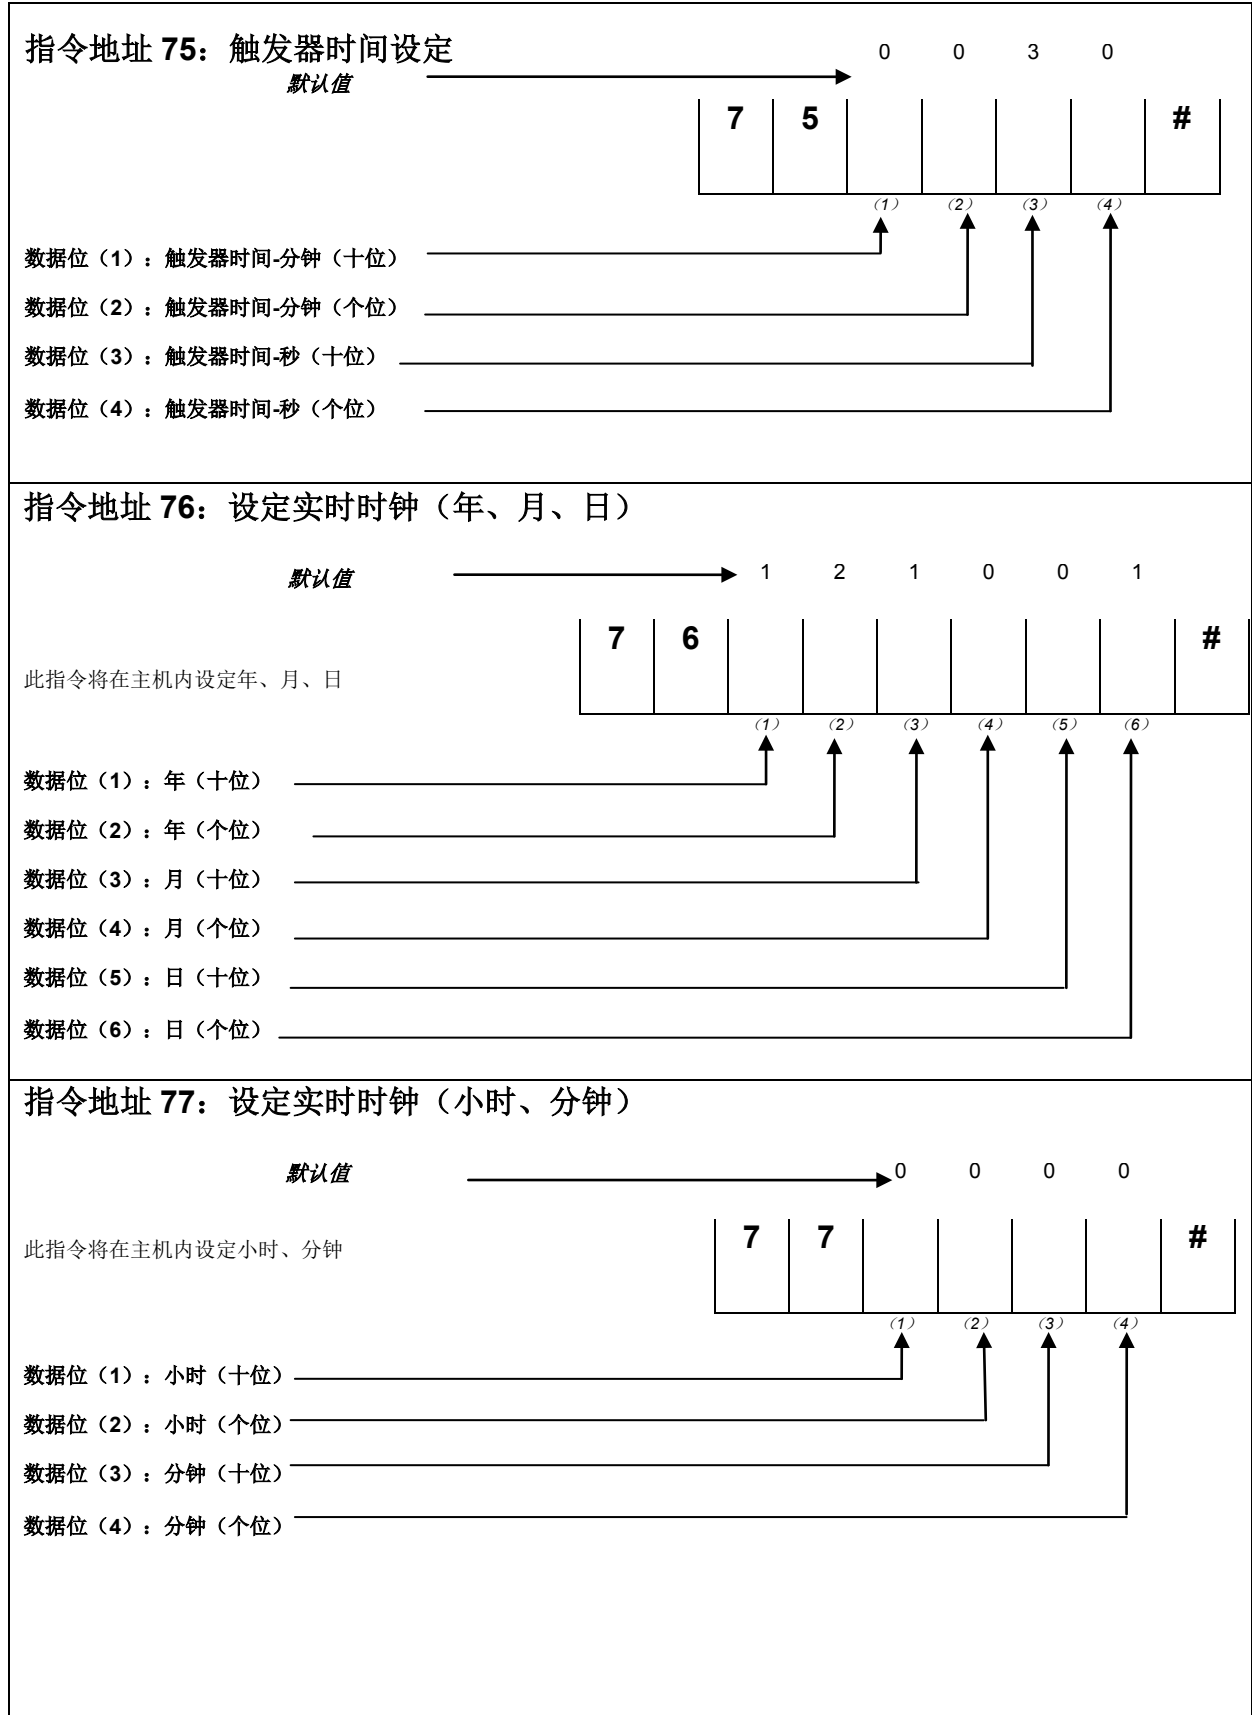 指令地址 75：触发器时间设定
0 0 3 0
默认值
7 5 #
（1） （2） （3） （4）
数据位（1）：触发器时间-分钟（十位）
数据位（2）：触发器时间-分钟（个位）
数据位（3）：触发器时间-秒（十位）
数据位（4）：触发器时间-秒（个位）
指令地址 76：设定实时时钟（年、月、日）
默认值 1 2 1 0 0 1
7 6 #
此指令将在主机内设定年、月、日
（1） （2） （3） （4） （5） （6）
数据位（1）：年（十位）
数据位（2）：年（个位）
数据位（3）：月（十位）
数据位（4）：月（个位）
数据位（5）：日（十位）
数据位（6）：日（个位）
指令地址 77：设定实时时钟（小时、分钟）
默认值 0 0 0 0
7 7 #
此指令将在主机内设定小时、分钟
（1） （2） （3） （4）
数据位（1）：小时（十位）
数据位（2）：小时（个位）
数据位（3）：分钟（十位）
数据位（4）：分钟（个位）